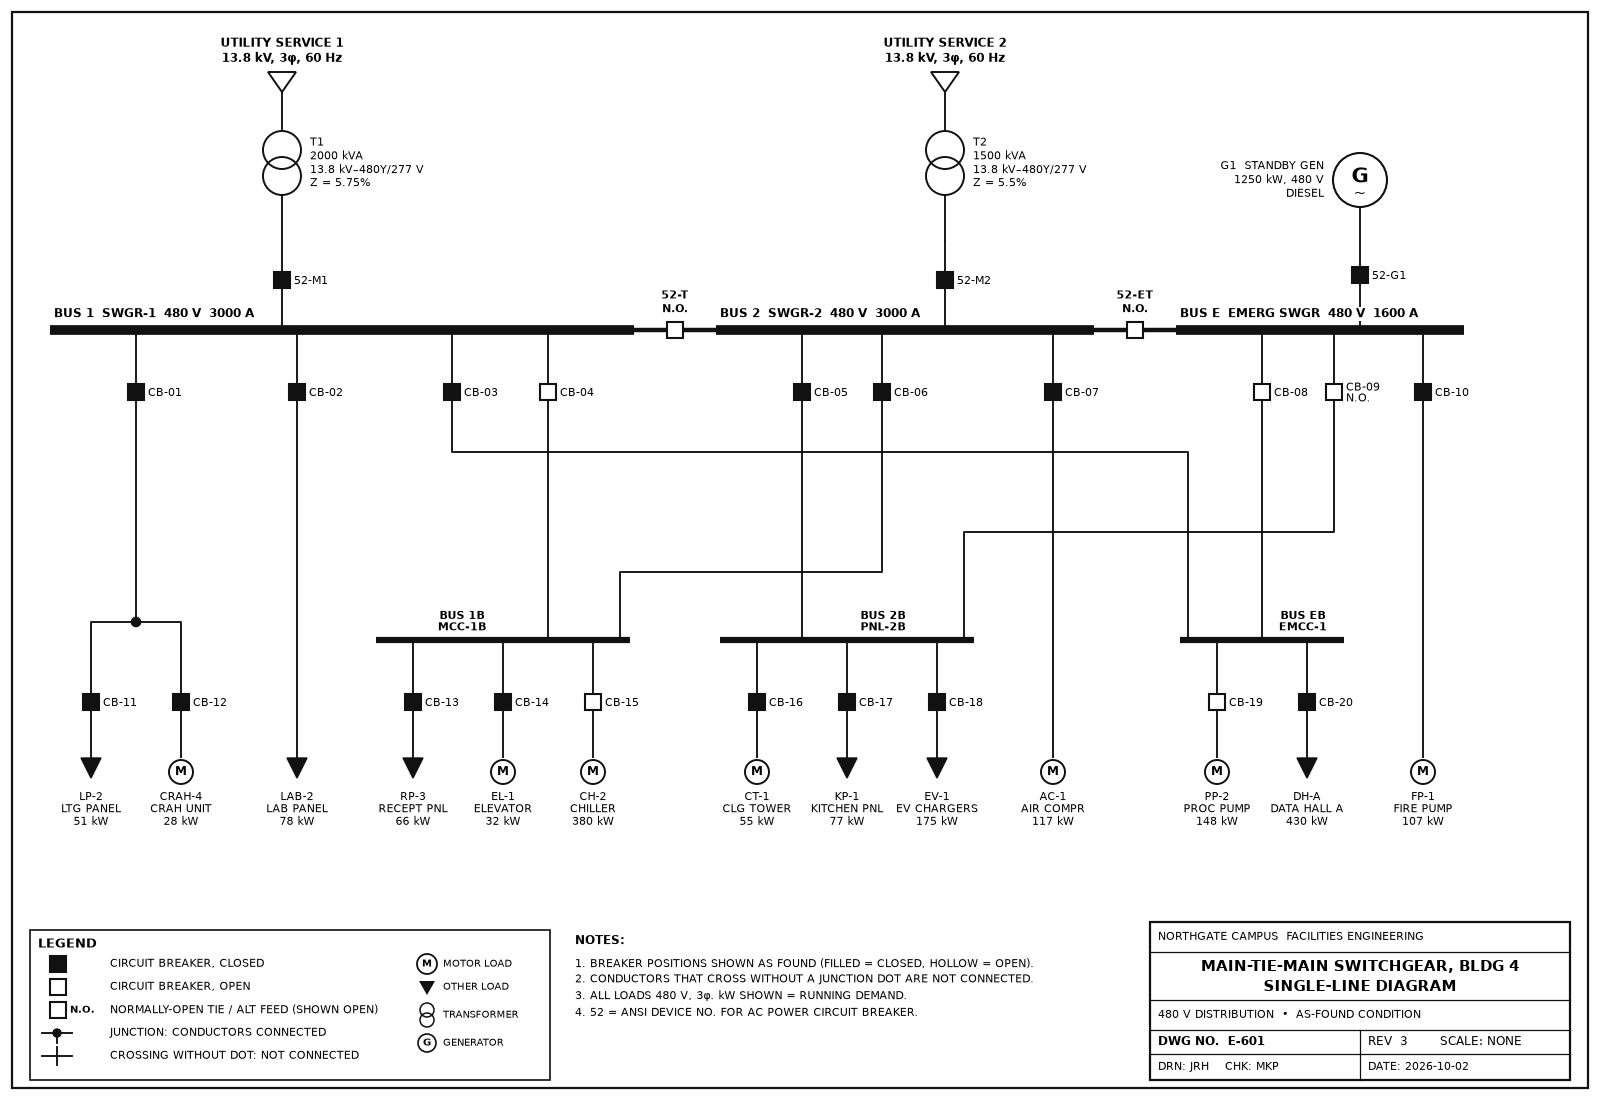 UTILITY SERVICE 1
13.8 kV, 3φ, 60 Hz
UTILITY SERVICE 2
13.8 kV, 3φ, 60 Hz
T1
2000 kVA
13.8 kV–480Y/277 V
Z = 5.75%
T2
1500 kVA
13.8 kV–480Y/277 V
Z = 5.5%
G1 STANDBY GEN
1250 kW, 480 V
DIESEL
G
~
52-M1
52-M2
52-G1
BUS 1 SWGR-1 480 V 3000 A
52-T
N.O.
BUS 2 SWGR-2 480 V 3000 A
52-ET
N.O.
BUS E EMERG SWGR 480 V 1600 A
CB-01
CB-02
CB-03
CB-04
CB-05
CB-06
CB-07
CB-08
CB-09
N.O.
CB-10
BUS 1B
MCC-1B
BUS 2B
PNL-2B
BUS EB
EMCC-1
CB-11
CB-12
CB-13
CB-14
CB-15
CB-16
CB-17
CB-18
CB-19
CB-20
LP-2
LTG PANEL
51 kW
M
CRAH-4
CRAH UNIT
28 kW
LAB-2
LAB PANEL
78 kW
RP-3
RECEPT PNL
66 kW
M
EL-1
ELEVATOR
32 kW
M
CH-2
CHILLER
380 kW
M
CT-1
CLG TOWER
55 kW
KP-1
KITCHEN PNL
77 kW
EV-1
EV CHARGERS
175 kW
M
AC-1
AIR COMPR
117 kW
M
PP-2
PROC PUMP
148 kW
DH-A
DATA HALL A
430 kW
M
FP-1
FIRE PUMP
107 kW
LEGEND
CIRCUIT BREAKER, CLOSED
CIRCUIT BREAKER, OPEN
N.O. NORMALLY-OPEN TIE / ALT FEED (SHOWN OPEN)
JUNCTION: CONDUCTORS CONNECTED
CROSSING WITHOUT DOT: NOT CONNECTED
M MOTOR LOAD
OTHER LOAD
TRANSFORMER
G GENERATOR
NOTES:
1. BREAKER POSITIONS SHOWN AS FOUND (FILLED = CLOSED, HOLLOW = OPEN).
2. CONDUCTORS THAT CROSS WITHOUT A JUNCTION DOT ARE NOT CONNECTED.
3. ALL LOADS 480 V, 3φ. kW SHOWN = RUNNING DEMAND.
4. 52 = ANSI DEVICE NO. FOR AC POWER CIRCUIT BREAKER.
NORTHGATE CAMPUS FACILITIES ENGINEERING
MAIN-TIE-MAIN SWITCHGEAR, BLDG 4
SINGLE-LINE DIAGRAM
480 V DISTRIBUTION • AS-FOUND CONDITION
DWG NO. E-601
REV 3 SCALE: NONE
DRN: JRH CHK: MKP
DATE: 2026-10-02